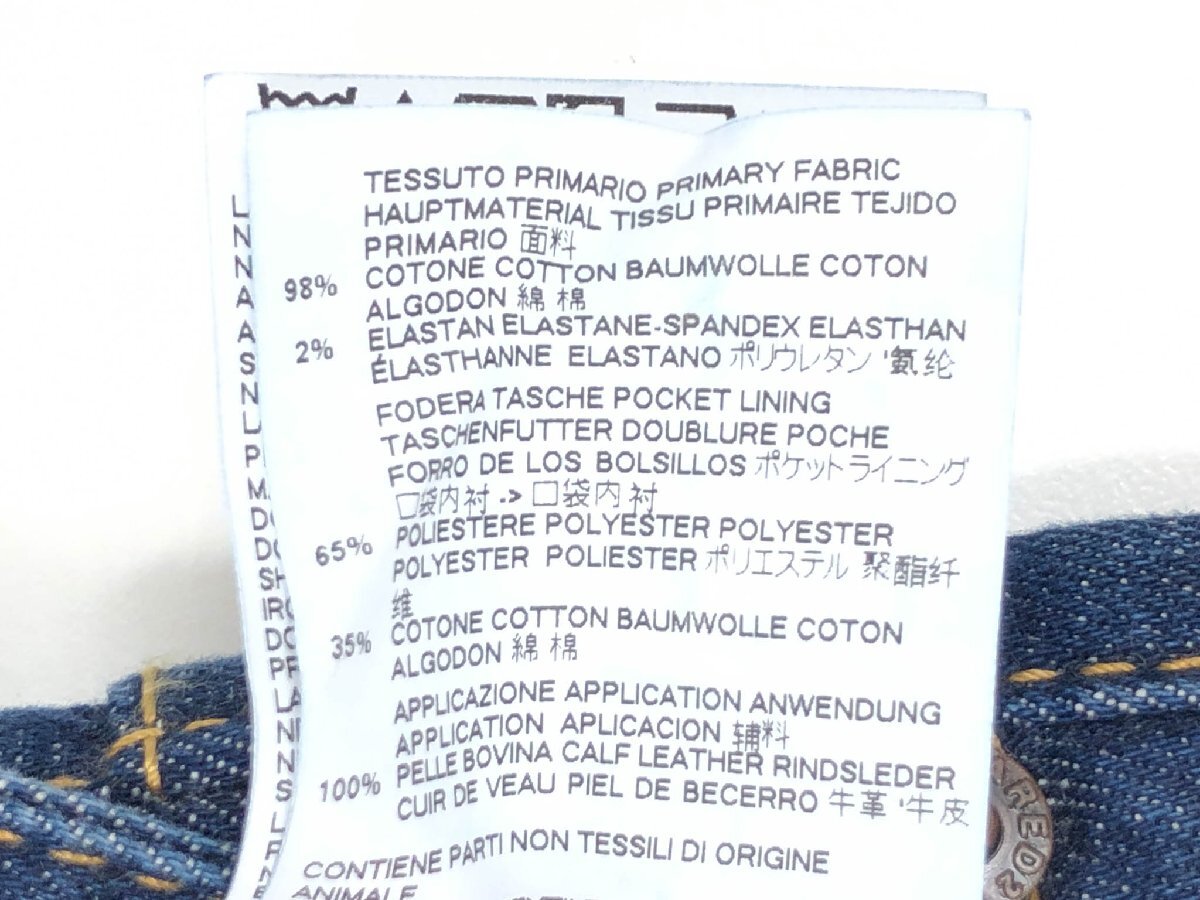 TESSUTO PRIMARIO PRIMARY FABRIC
HAUPTMATERIAL TISSU PRIMAIRE TEJIDO
PRIMARIO 面料
98% COTONE COTTON BAUMWOLLE COTON
ALGODON 綿 棉
2% ELASTAN ELASTANE-SPANDEX ELASTHAN
ÉLASTHANNE ELASTANO ポリウレタン '氨纶
FODERA TASCHE POCKET LINING
TASCHENFUTTER DOUBLURE POCHE
FORRO DE LOS BOLSILLOS ポケットライニング
口袋内衬 -> 口袋内衬
65% POLIESTERE POLYESTER POLYESTER
POLYESTER POLIESTER ポリエステル 聚酯纤
维
35% COTONE COTTON BAUMWOLLE COTON
ALGODON 綿 棉
APPLICAZIONE APPLICATION ANWENDUNG
APPLICATION APLICACION 辅料
100% PELLE BOVINA CALF LEATHER RINDSLEDER
CUIR DE VEAU PIEL DE BECERRO 牛革 '牛皮
CONTIENE PARTI NON TESSILI DI ORIGINE
ANIMALE